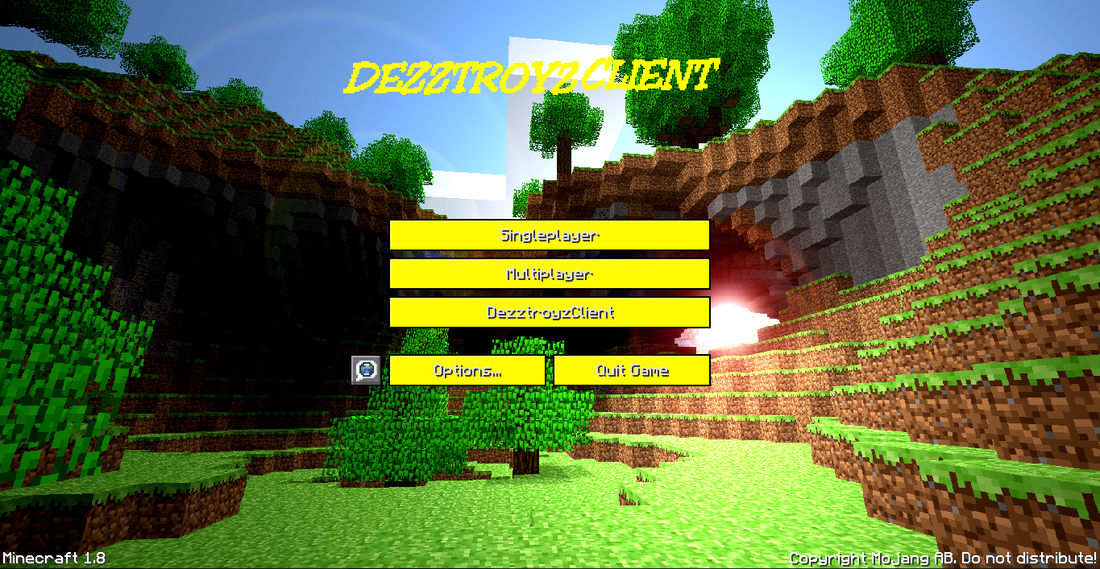 DEZZTROYZCLIENT
Singleplayer
Multiplayer
DezztroyzClient
Options...
Quit Game
Minecraft 1.8
Copyright Mojang AB. Do not distribute!